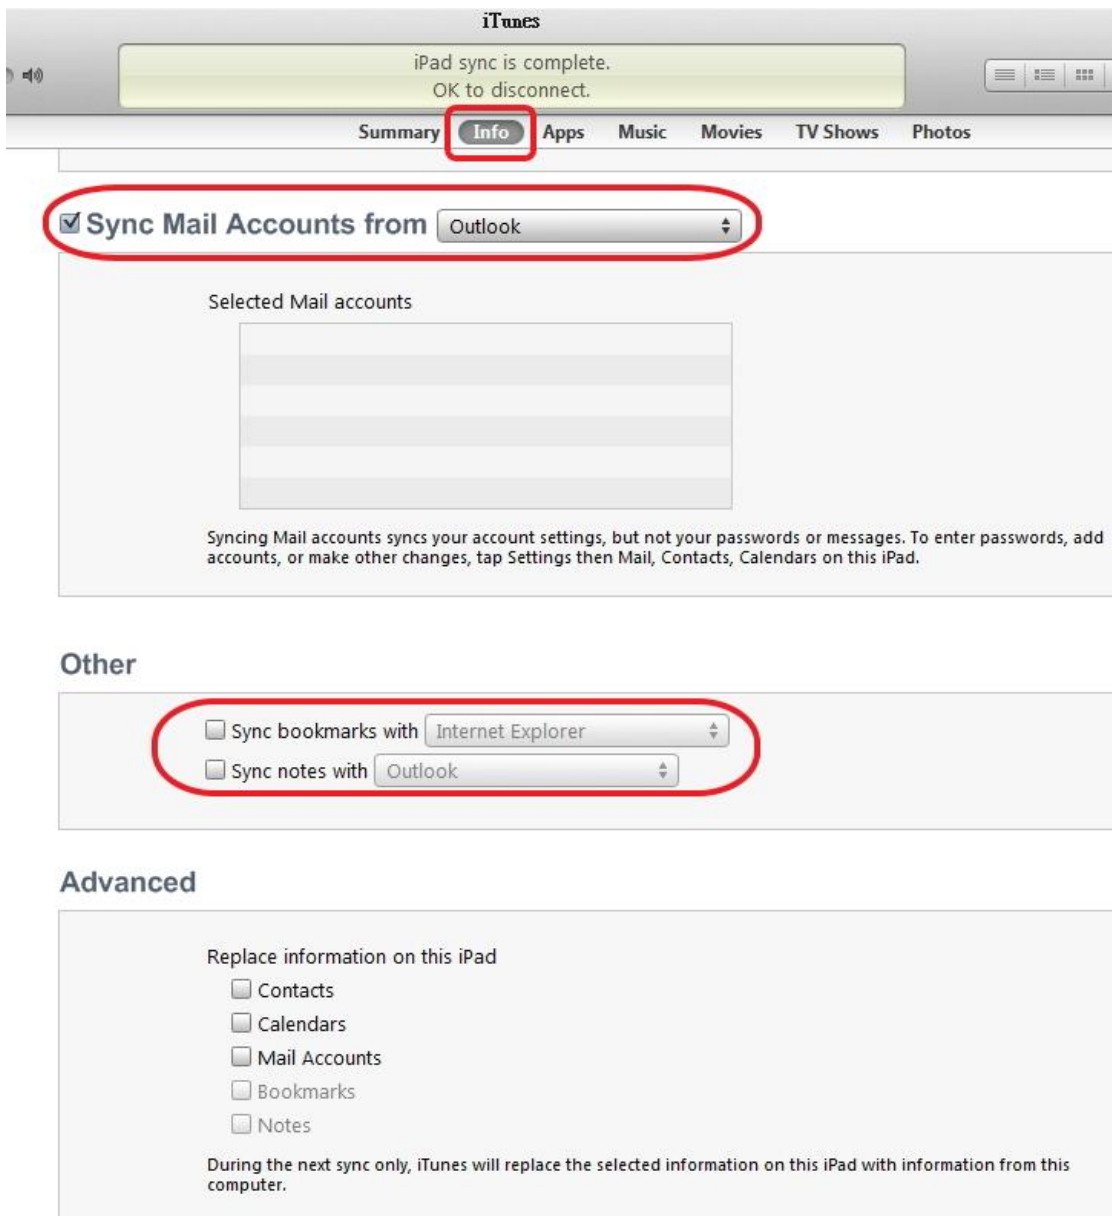 iTunes
iPad sync is complete.
OK to disconnect.
Summary Info Apps Music Movies TV Shows Photos
Sync Mail Accounts from Outlook
Selected Mail accounts
Syncing Mail accounts syncs your account settings, but not your passwords or messages. To enter passwords, add
accounts, or make other changes, tap Settings then Mail, Contacts, Calendars on this iPad.
Other
Sync bookmarks with Internet Explorer
Sync notes with Outlook
Advanced
Replace information on this iPad
Contacts
Calendars
Mail Accounts
Bookmarks
Notes
During the next sync only, iTunes will replace the selected information on this iPad with information from this
computer.